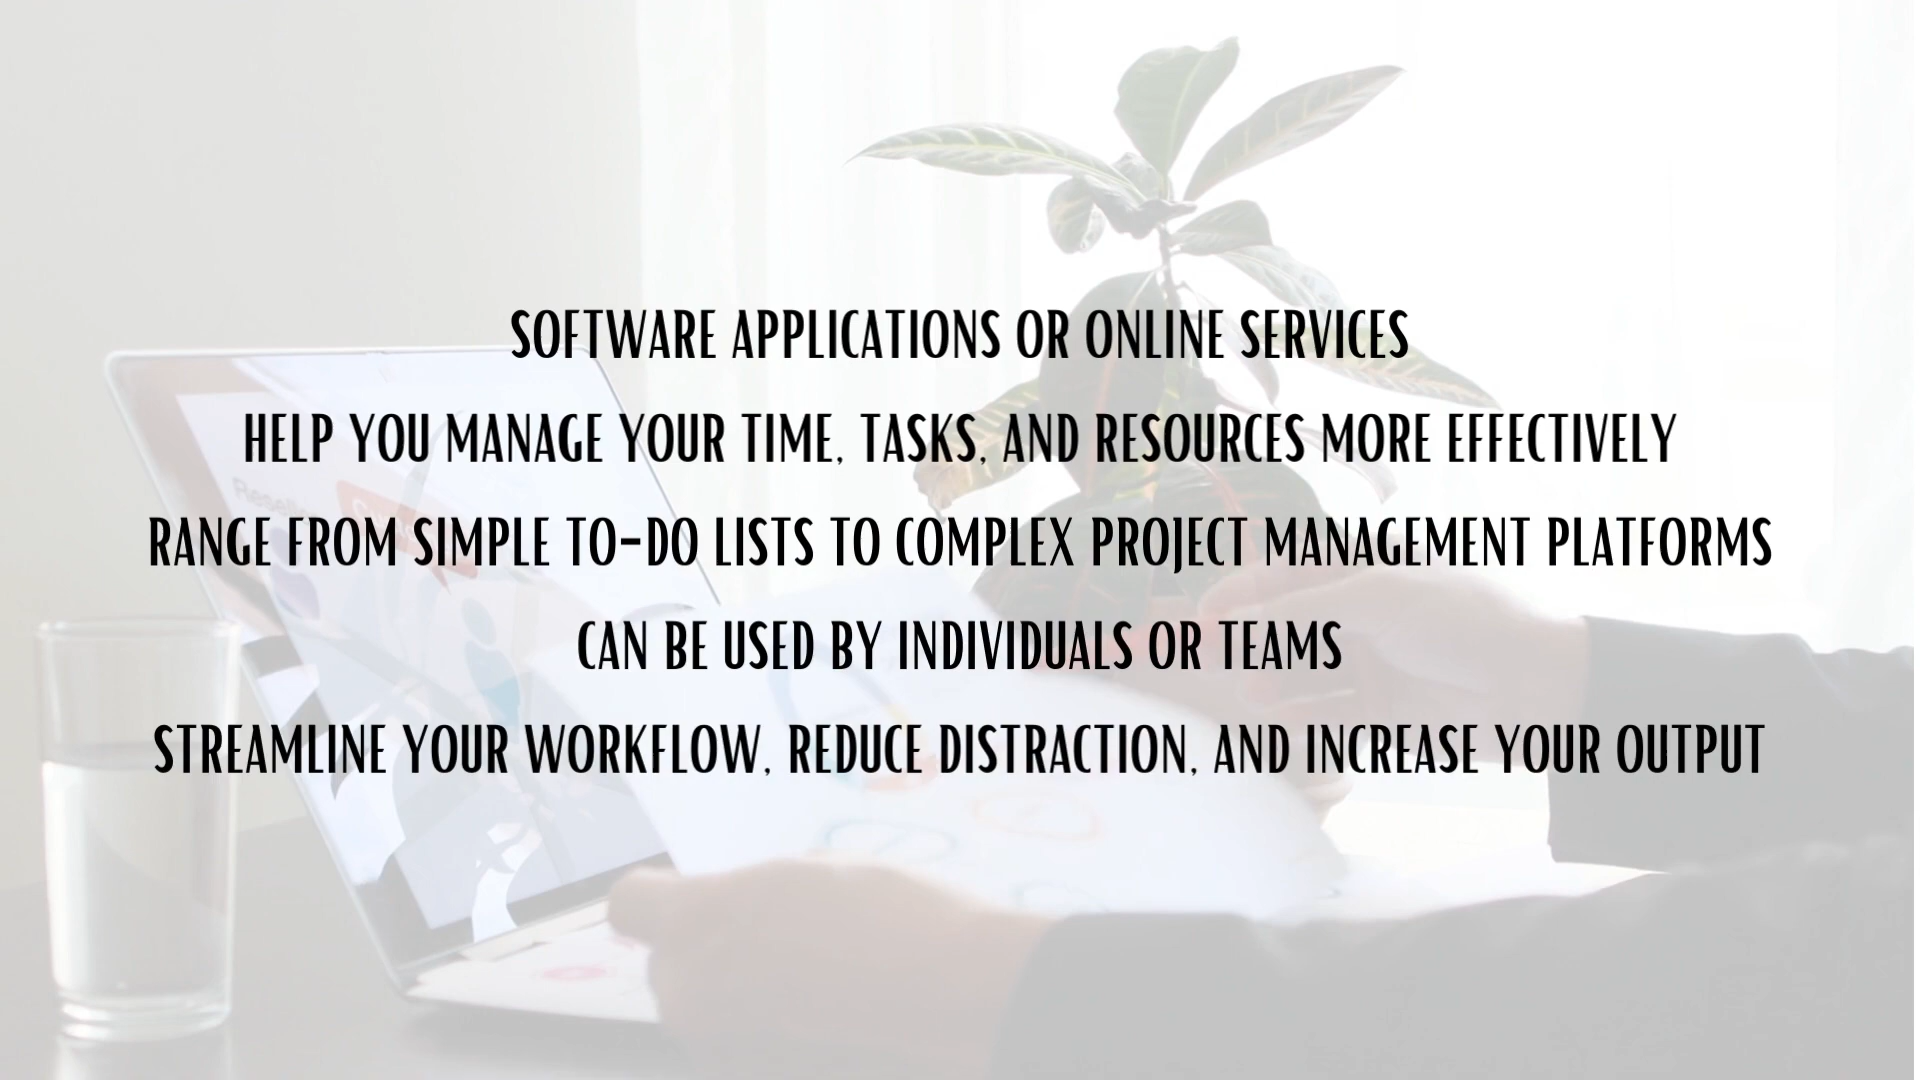 SOFTWARE APPLICATIONS OR ONLINE SERVICES
HELP YOU MANAGE YOUR TIME, TASKS, AND RESOURCES MORE EFFECTIVELY
RANGE FROM SIMPLE TO-DO LISTS TO COMPLEX PROJECT MANAGEMENT PLATFORMS
CAN BE USED BY INDIVIDUALS OR TEAMS
STREAMLINE YOUR WORKFLOW, REDUCE DISTRACTION, AND INCREASE YOUR OUTPUT